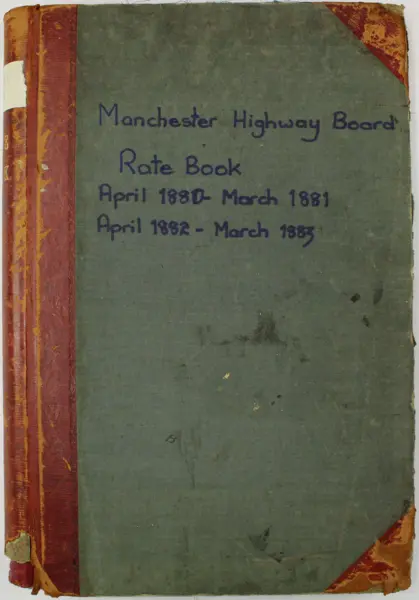 Manchester Highway Board
Rate Book
April 1880- March 1881
April 1882 - March 1883